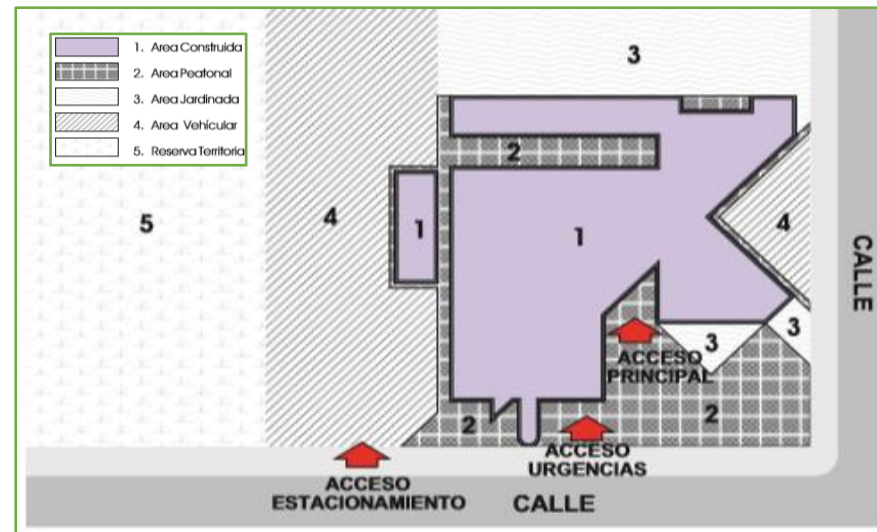 1. Area Construida
2. Area Peatonal
3. Area Jardinada
4. Area Vehícular
5. Reserva Territoria
3
2
5
4
1
1
4
CALLE
3
3
ACCESO
PRINCIPAL
2
2
ACCESO
URGENCIAS
ACCESO
ESTACIONAMIENTO
CALLE